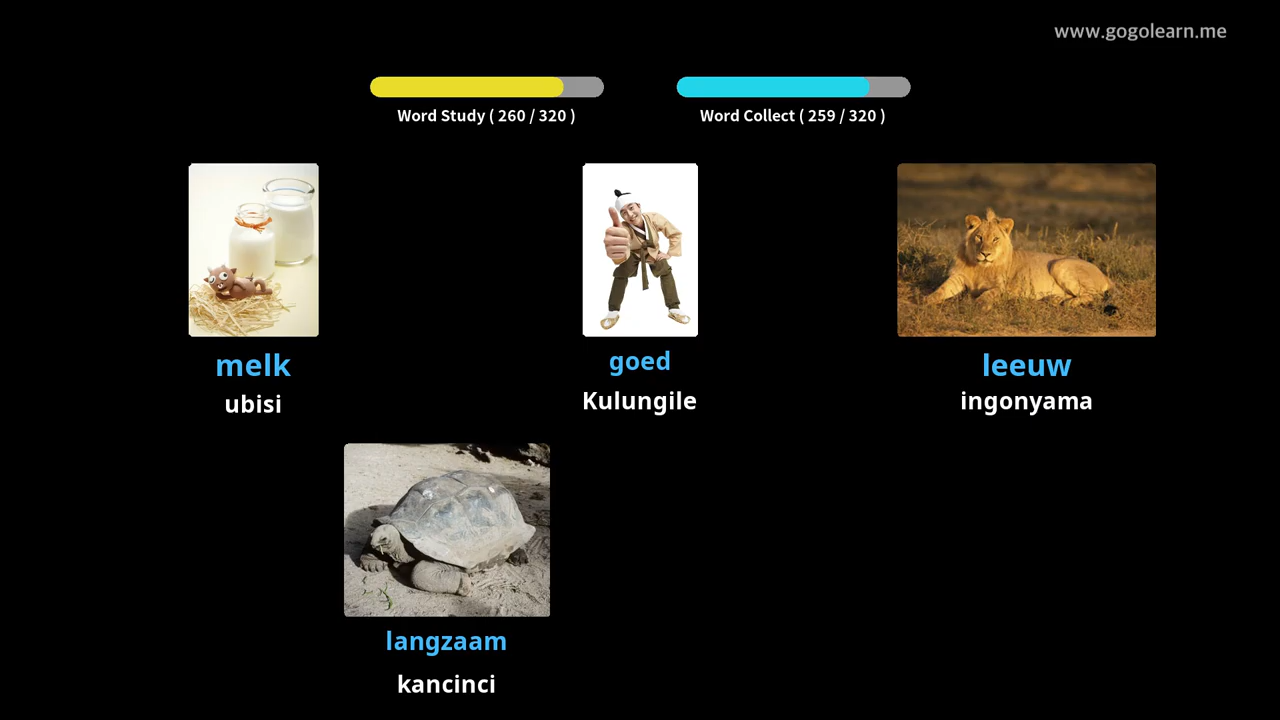 www.gogolearn.me
Word Study ( 260 / 320 )
Word Collect ( 259 / 320 )
melk
ubisi
goed
Kulungile
leeuw
ingonyama
langzaam
kancinci